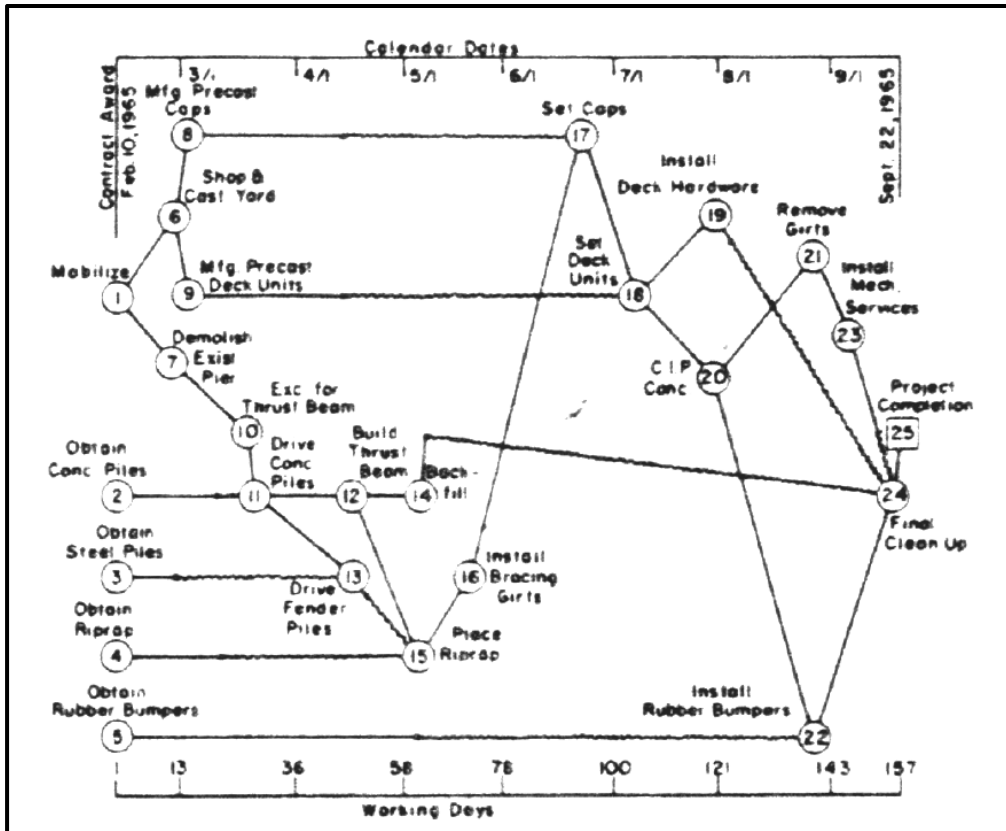 Calendar Dates
3/1 4/1 5/1 6/1 7/1 8/1 9/1
Contract Award
Feb. 10, 1965
Sept. 22, 1965
Mfg. Precast
Caps
8
Set Caps
17
Install
Deck Hardware
19
Shop &
Cast Yard
6
Remove
Girts
21
Mobilize
1
Mfg. Precast
Deck Units
9
Set
Deck
Units
18
Install
Mech.
Services
23
Demolish
Exist
Pier
7
C I P
Conc
20
Exc. for
Thrust Beam
10
Project
Completion
25
Obtain
Conc Piles
2
Drive
Conc
Piles
11
Build
Thrust
Beam
12
Back-
fill
14
24
Final
Clean Up
Obtain
Steel Piles
3
13
Drive
Fender
Piles
16
Install
Bracing
Girts
Obtain
Riprap
4
15
Place
Riprap
Obtain
Rubber Bumpers
5
Install
Rubber Bumpers
22
1 13 36 56 78 100 121 143 157
Working Days